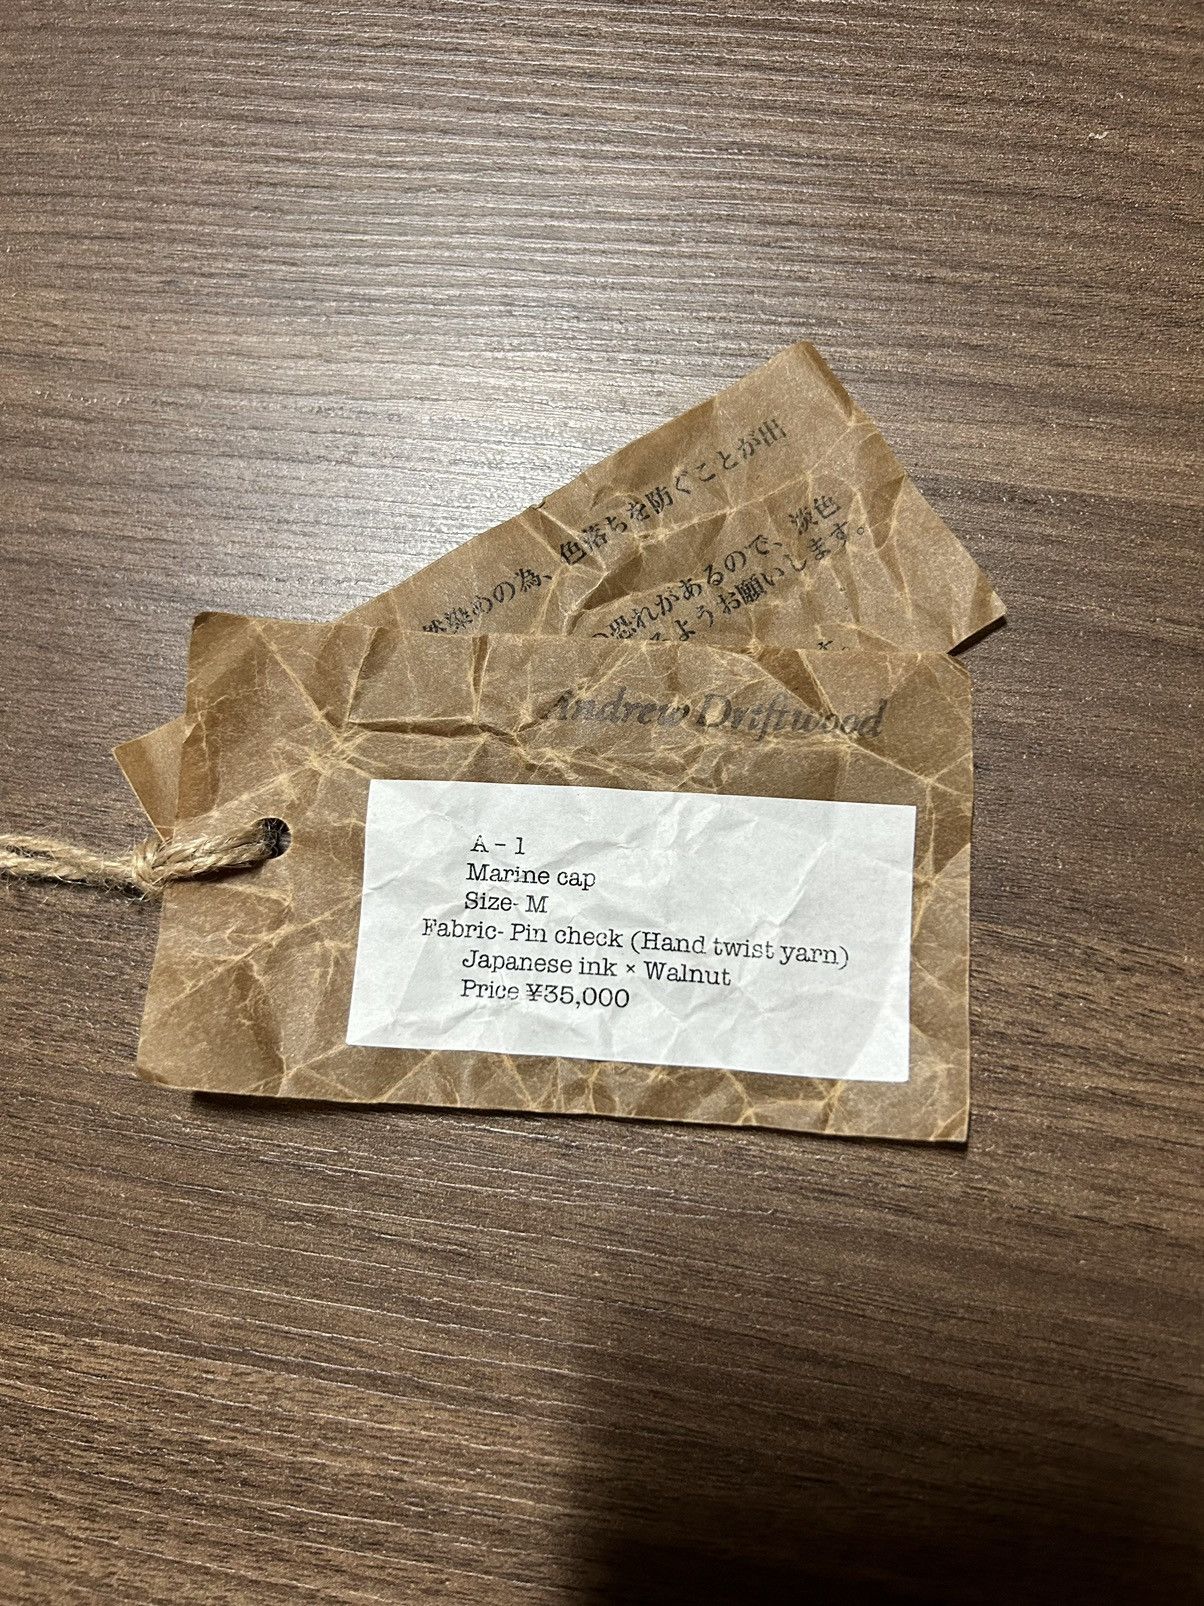 然染めの為、色落ちを防ぐことが出
の恐れがあるので、淡色
るようお願いします。
Andrew Driftwood
A - 1
Marine cap
Size- M
Fabric- Pin check (Hand twist yarn)
Japanese ink × Walnut
Price ¥35,000